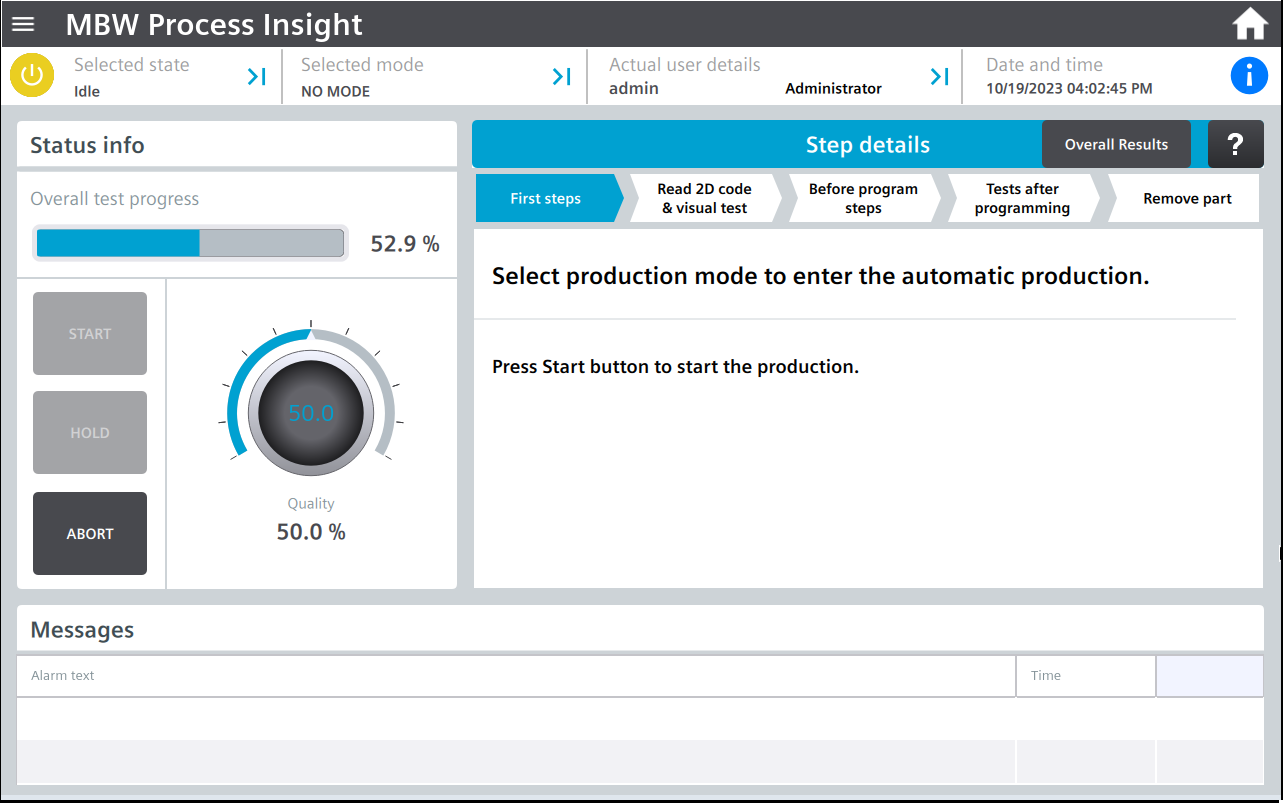 MBW Process Insight
Selected state
Idle
Selected mode
NO MODE
Actual user details
admin
Administrator
Date and time
10/19/2023 04:02:45 PM
i
Status info
Overall test progress
52.9 %
START
HOLD
ABORT
50.0
Quality
50.0 %
Step details
Overall Results
?
First steps
Read 2D code
& visual test
Before program
steps
Tests after
programming
Remove part
Select production mode to enter the automatic production.
Press Start button to start the production.
Messages
Alarm text
Time